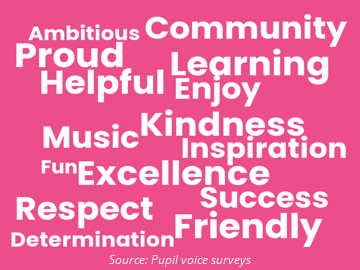 Ambitious Community
Proud Learning
Helpful Enjoy
Music Kindness
Inspiration
Fun Excellence
Success
Respect Friendly
Determination
Source: Pupil voice surveys